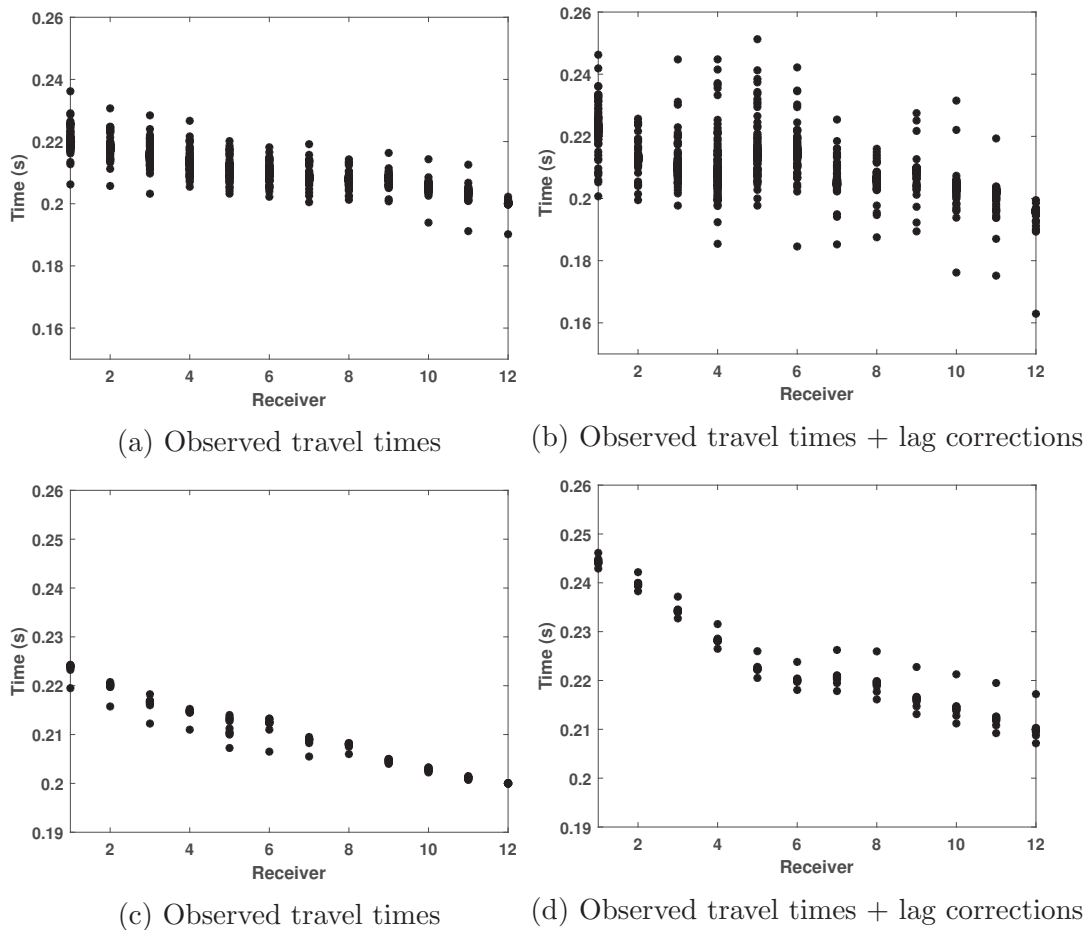 0.26
0.24
0.22
0.2
0.18
0.16
Time (s)
2 4 6 8 10 12
Receiver
(a) Observed travel times
0.26
0.24
0.22
0.2
0.18
0.16
Time (s)
2 4 6 8 10 12
Receiver
(b) Observed travel times + lag corrections
0.26
0.25
0.24
0.23
0.22
0.21
0.2
0.19
Time (s)
2 4 6 8 10 12
Receiver
(c) Observed travel times
0.26
0.25
0.24
0.23
0.22
0.21
0.2
0.19
Time (s)
2 4 6 8 10 12
Receiver
(d) Observed travel times + lag corrections